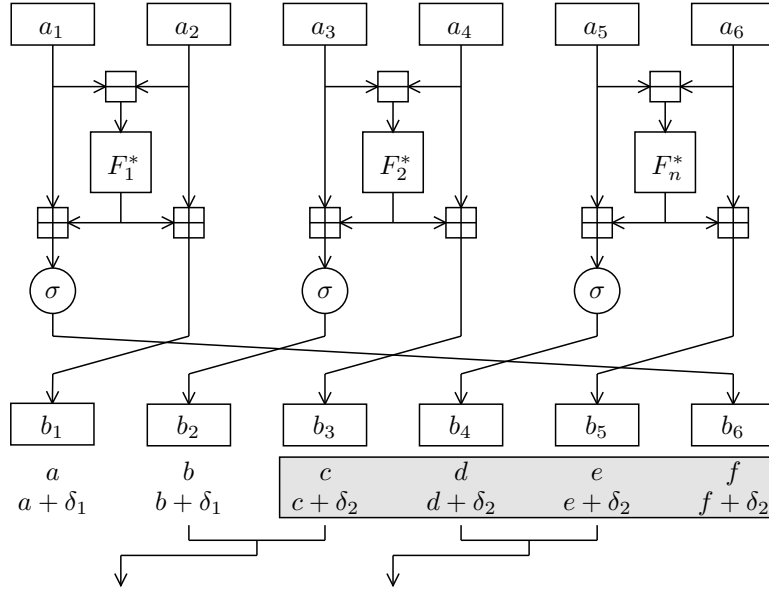 a₁ a₂ a₃ a₄ a₅ a₆
F₁* F₂* Fₙ*
σ σ σ
b₁ b₂ b₃ b₄ b₅ b₆
a b c d e f
a + δ₁ b + δ₁ c + δ₂ d + δ₂ e + δ₂ f + δ₂